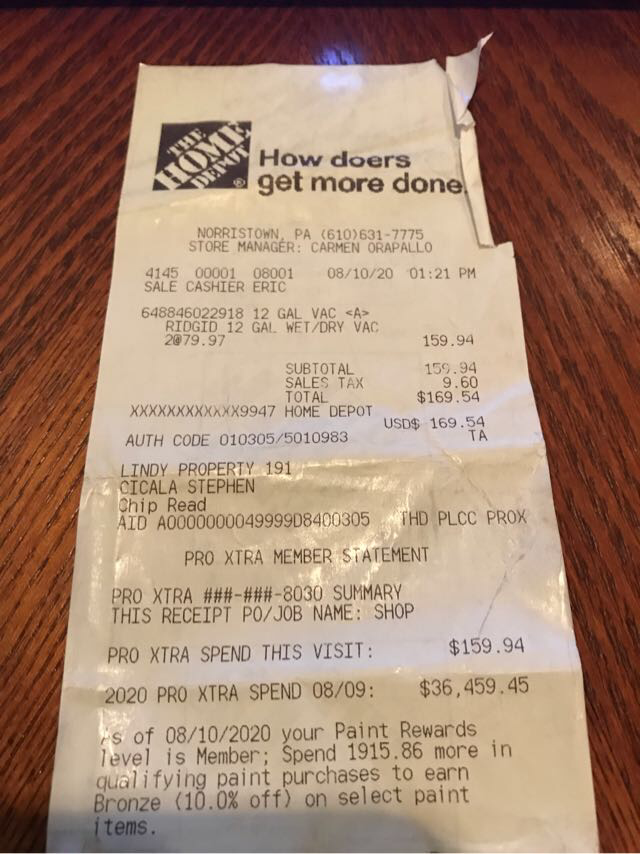 THE
HOME
DEPOT
How doers
get more done.
NORRISTOWN, PA (610)631-7775
STORE MANAGER: CARMEN ORAPALLO
4145 00001 08001 08/10/20 01:21 PM
SALE CASHIER ERIC
648846022918 12 GAL VAC <A>
RIDGID 12 GAL WET/DRY VAC
2@79.97 159.94
SUBTOTAL 159.94
SALES TAX 9.60
TOTAL $169.54
XXXXXXXXXXXX9947 HOME DEPOT
USD$ 169.54
AUTH CODE 010305/5010983 TA
LINDY PROPERTY 191
CICALA STEPHEN
Chip Read
AID A0000000049999D8400305 THD PLCC PROX
PRO XTRA MEMBER STATEMENT
PRO XTRA ###-###-8030 SUMMARY
THIS RECEIPT PO/JOB NAME: SHOP
PRO XTRA SPEND THIS VISIT: $159.94
2020 PRO XTRA SPEND 08/09: $36,459.45
As of 08/10/2020 your Paint Rewards
level is Member; Spend 1915.86 more in
qualifying paint purchases to earn
Bronze (10.0% off) on select paint
items.